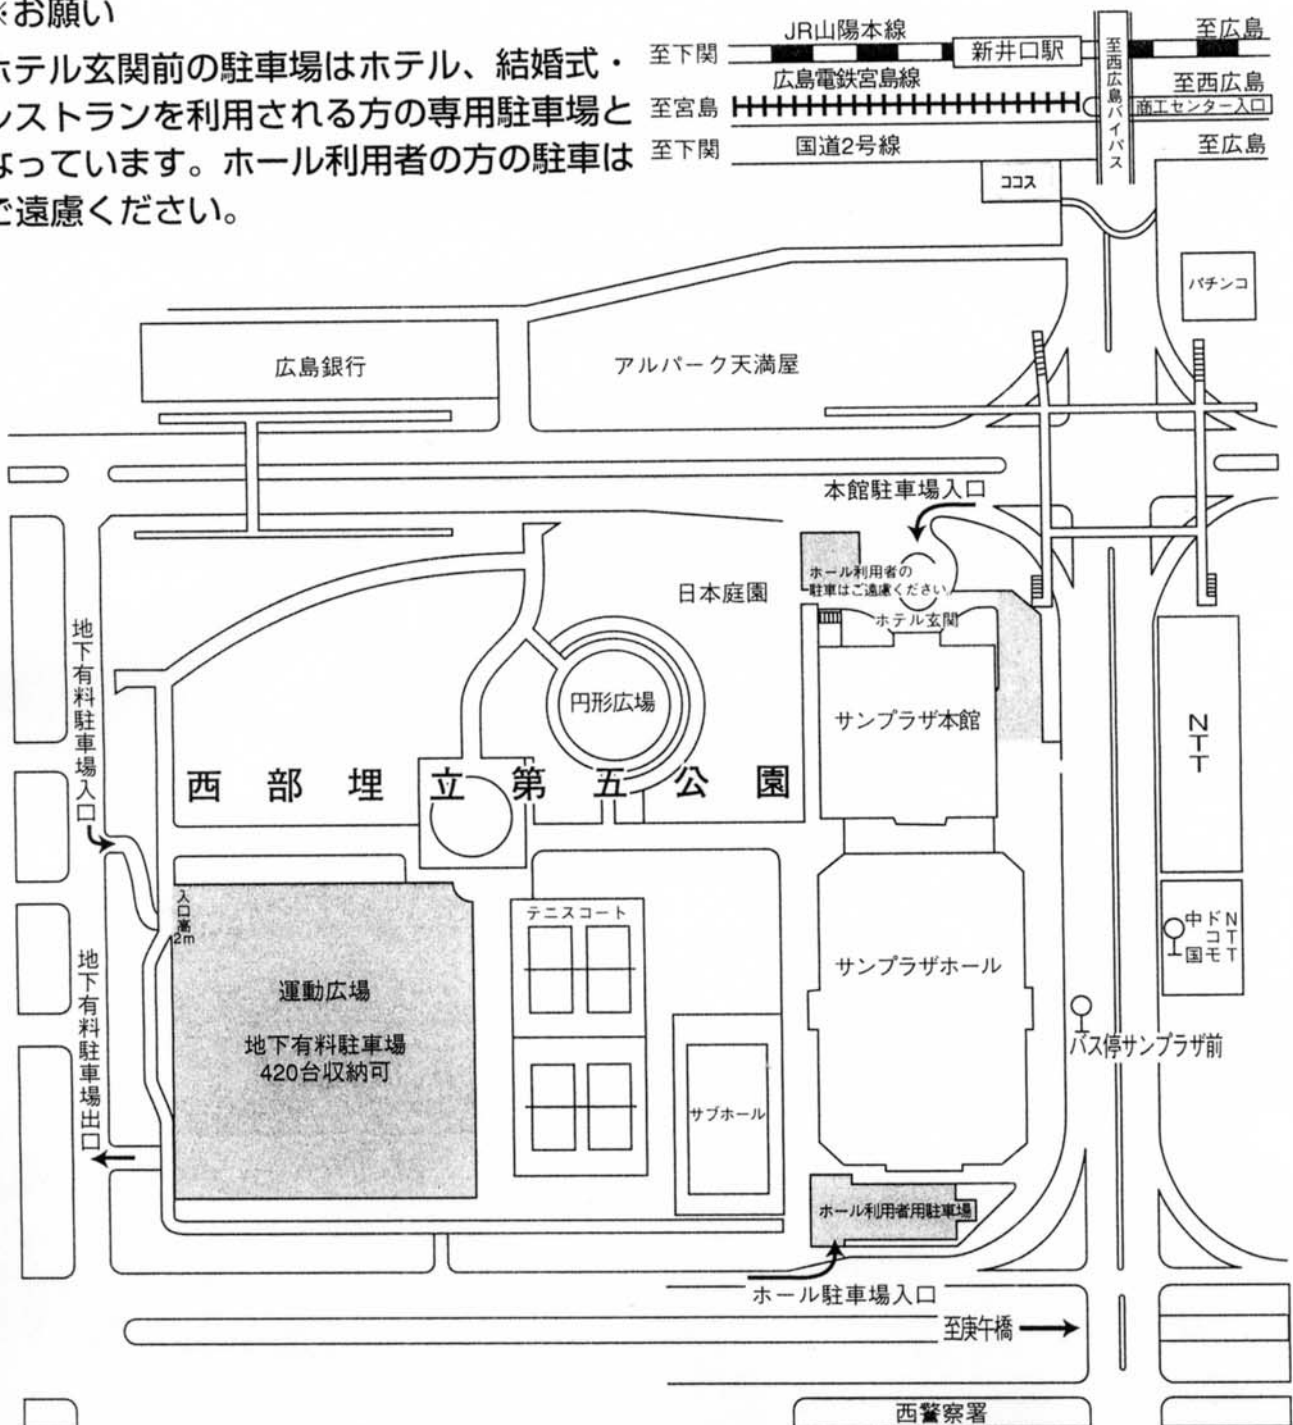 ※お願い
ホテル玄関前の駐車場はホテル、結婚式・
レストランを利用される方の専用駐車場と
なっています。ホール利用者の方の駐車は
ご遠慮ください。
JR山陽本線
至下関
新井口駅
至広島
広島電鉄宮島線
至西広島
至宮島
商工センター入口
至西広島バイパス
至下関
国道2号線
至広島
ココス
パチンコ
広島銀行
アルパーク天満屋
本館駐車場入口
ホール利用者の
駐車はご遠慮ください。
日本庭園
ホテル玄関
地下有料駐車場入口
円形広場
サンプラザ本館
NTT
西部埋立第五公園
入口高
2m
テニスコート
NTT
ドコモ
中国
運動広場
サンプラザホール
地下有料駐車場
420台収納可
地下有料駐車場出口
バス停サンプラザ前
サブホール
ホール利用者用駐車場
ホール駐車場入口
至庚午橋
西警察署